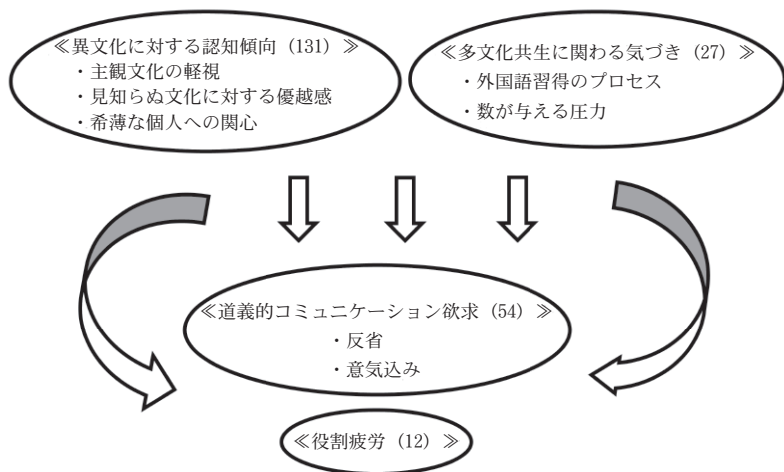 ≪異文化に対する認知傾向（131）≫
・主観文化の軽視
・見知らぬ文化に対する優越感
・希薄な個人への関心
≪多文化共生に関わる気づき（27）≫
・外国語習得のプロセス
・数が与える圧力
≪道義的コミュニケーション欲求（54）≫
・反省
・意気込み
≪役割疲労（12）≫